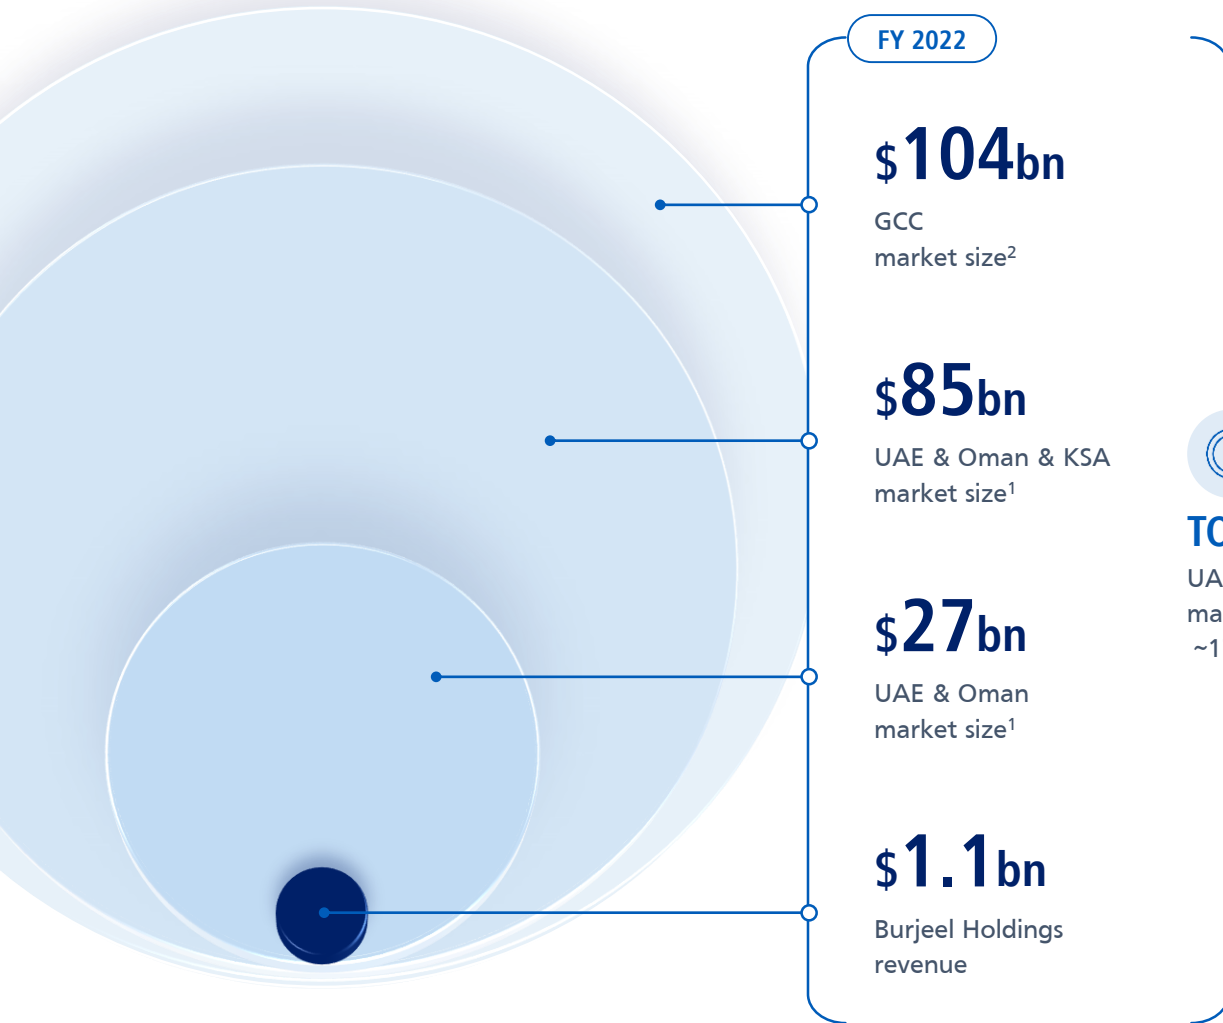 FY 2022
$104bn
GCC
market size²
$85bn
UAE & Oman & KSA
market size¹
$27bn
UAE & Oman
market size¹
$1.1bn
Burjeel Holdings
revenue
~1